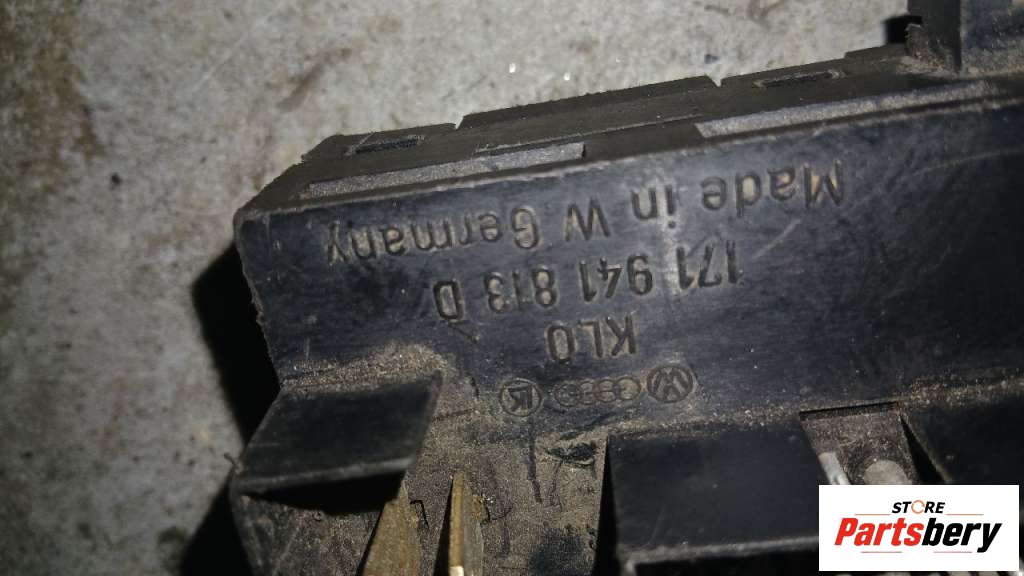 KLO
171 941 813 D
Made in W Germany
STORE
Partsbery